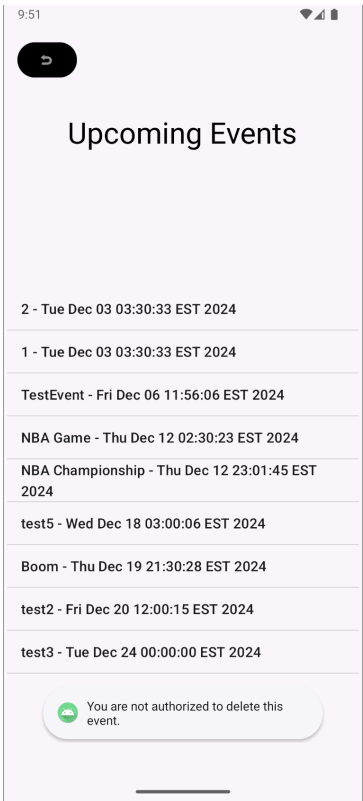 9:51
Upcoming Events
2 - Tue Dec 03 03:30:33 EST 2024
1 - Tue Dec 03 03:30:33 EST 2024
TestEvent - Fri Dec 06 11:56:06 EST 2024
NBA Game - Thu Dec 12 02:30:23 EST 2024
NBA Championship - Thu Dec 12 23:01:45 EST
2024
test5 - Wed Dec 18 03:00:06 EST 2024
Boom - Thu Dec 19 21:30:28 EST 2024
test2 - Fri Dec 20 12:00:15 EST 2024
test3 - Tue Dec 24 00:00:00 EST 2024
You are not authorized to delete this
event.